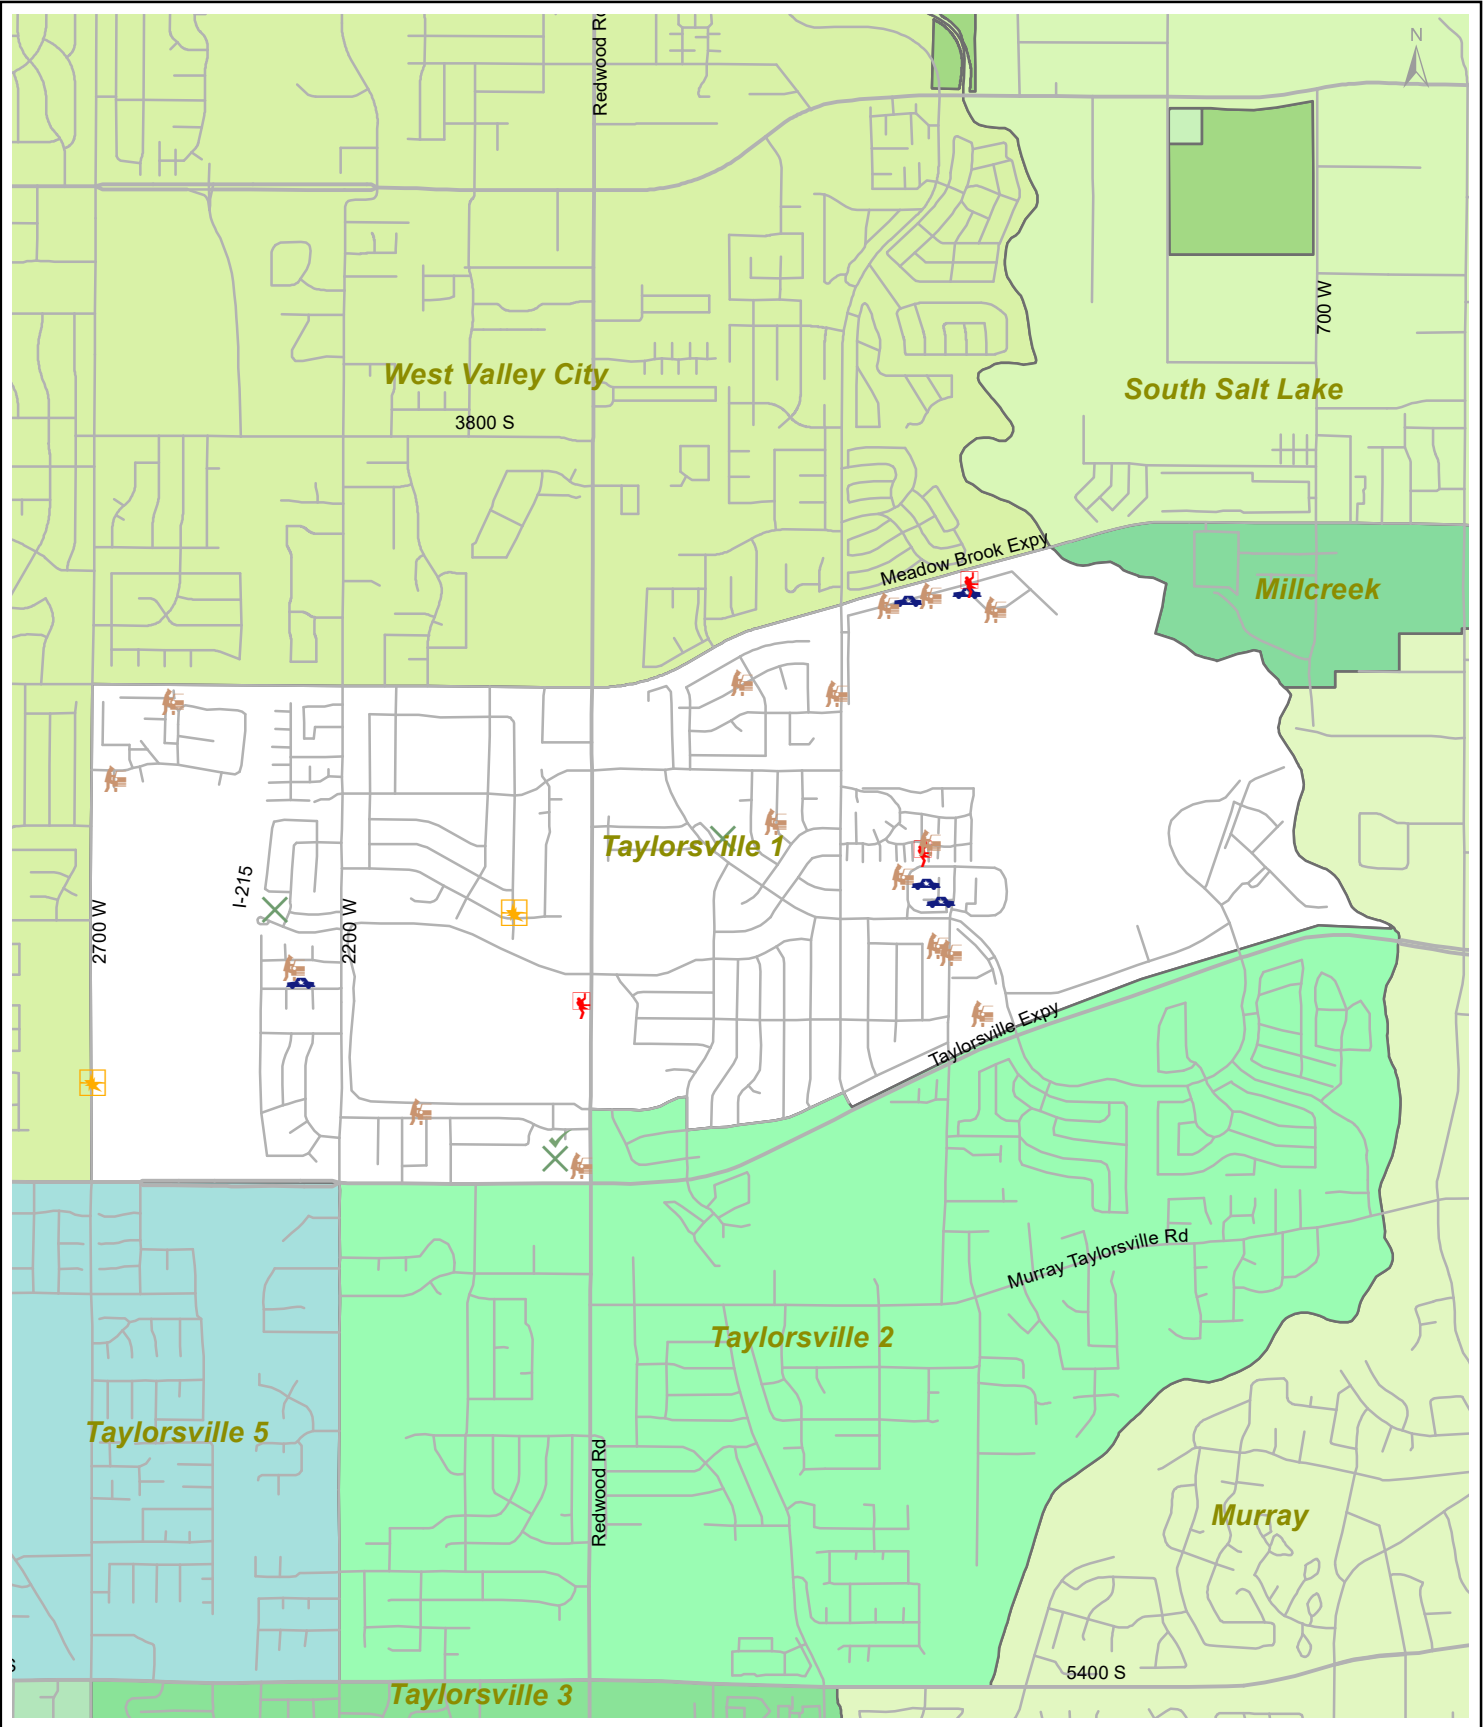 Redwood Rd
N
700 W
West Valley City
South Salt Lake
3800 S
Meadow Brook Expy
Millcreek
Taylorsville 1
I-215
2700 W
2200 W
Taylorsville Expy
Murray Taylorsville Rd
Taylorsville 2
Taylorsville 5
Redwood Rd
Murray
5400 S
Taylorsville 3